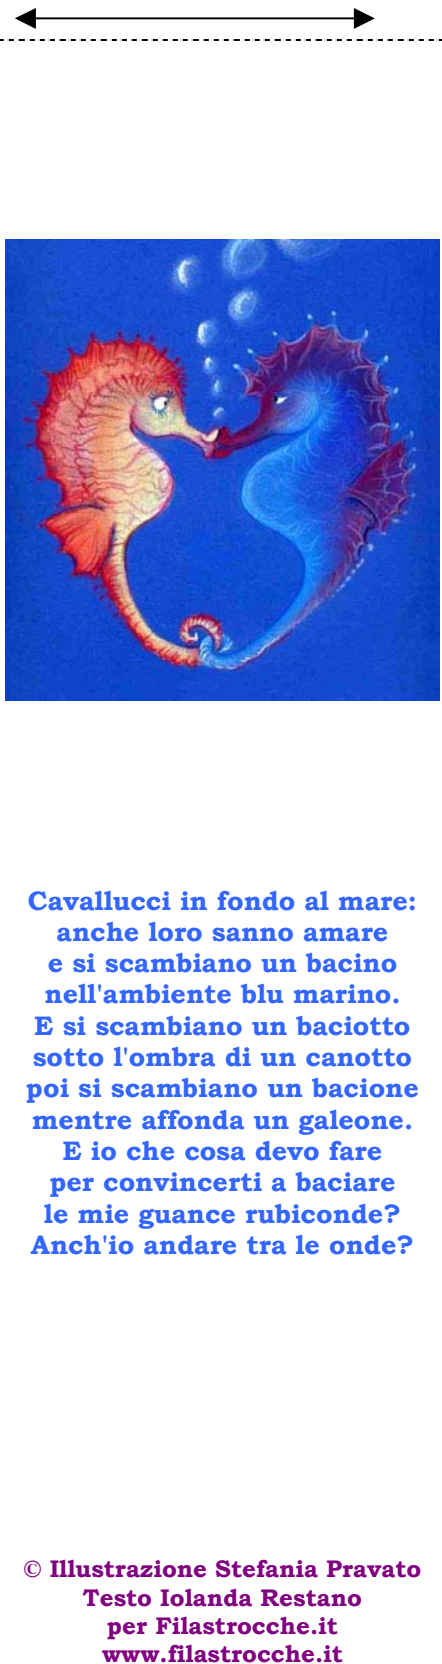 Cavallucci in fondo al mare:
anche loro sanno amare
e si scambiano un bacino
nell'ambiente blu marino.
E si scambiano un baciotto
sotto l'ombra di un canotto
poi si scambiano un bacione
mentre affonda un galeone.
E io che cosa devo fare
per convincerti a baciare
le mie guance rubiconde?
Anch'io andare tra le onde?
© Illustrazione Stefania Pravato
Testo Iolanda Restano
per Filastrocche.it
www.filastrocche.it